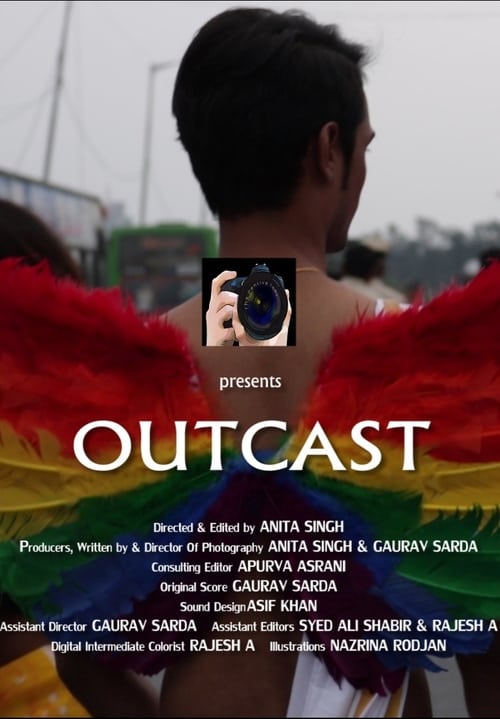 presents
OUTCAST
Directed & Edited by ANITA SINGH
Producers, Written by & Director Of Photography ANITA SINGH & GAURAV SARDA
Consulting Editor APURVA ASRANI
Original Score GAURAV SARDA
Sound Design ASIF KHAN
Assistant Director GAURAV SARDA Assistant Editors SYED ALI SHABIR & RAJESH A
Digital Intermediate Colorist RAJESH A Illustrations NAZRINA RODJAN